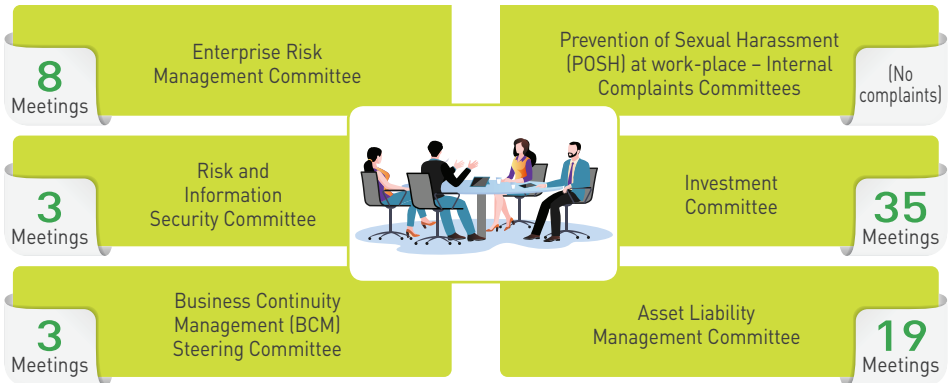 8
Meetings
Enterprise Risk
Management Committee
Prevention of Sexual Harassment
(POSH) at work-place – Internal
Complaints Committees
(No
complaints)
3
Meetings
Risk and
Information
Security Committee
Investment
Committee
35
Meetings
3
Meetings
Business Continuity
Management (BCM)
Steering Committee
Asset Liability
Management Committee
19
Meetings